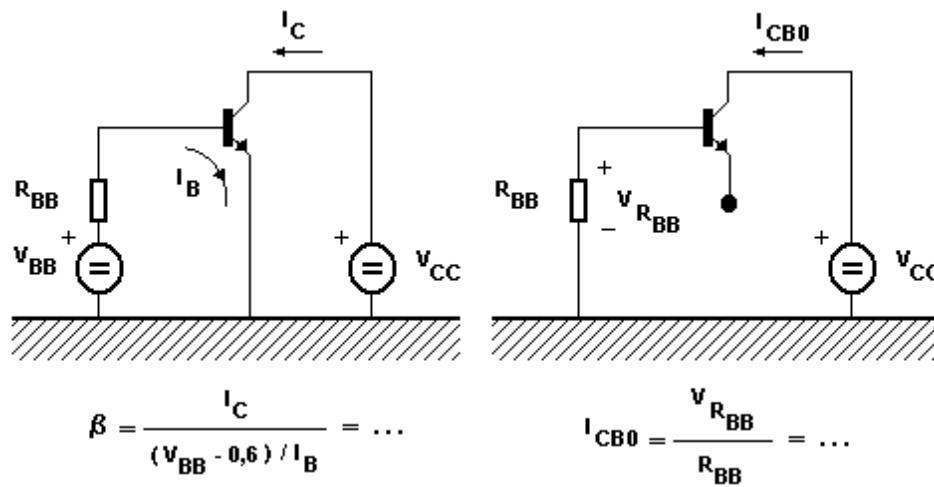 I_C
R_BB
I_B
+
V_BB
+
V_CC
β = I_C / (V_BB - 0,6) / I_B = ...
I_CB0
R_BB
+
V_R_BB
−
+
V_CC
I_CB0 = V_R_BB / R_BB = ...